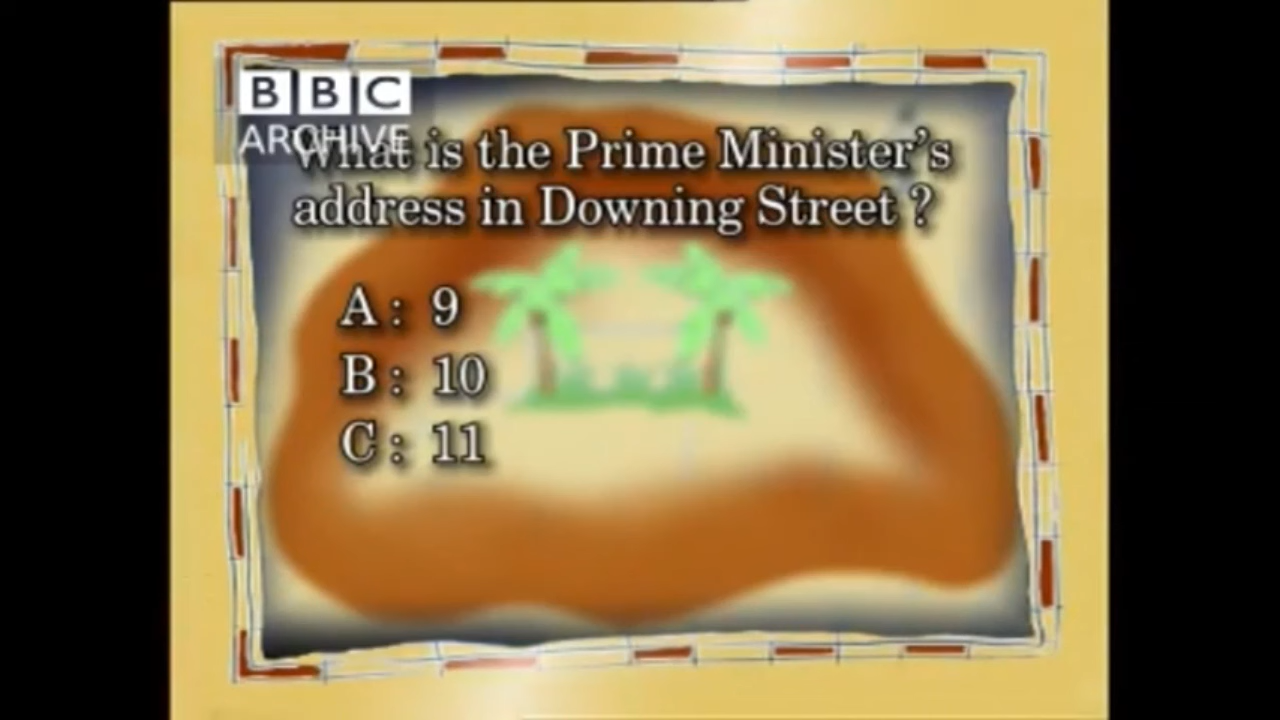 BBC
ARCHIVE
What is the Prime Minister's
address in Downing Street ?
A : 9
B : 10
C : 11